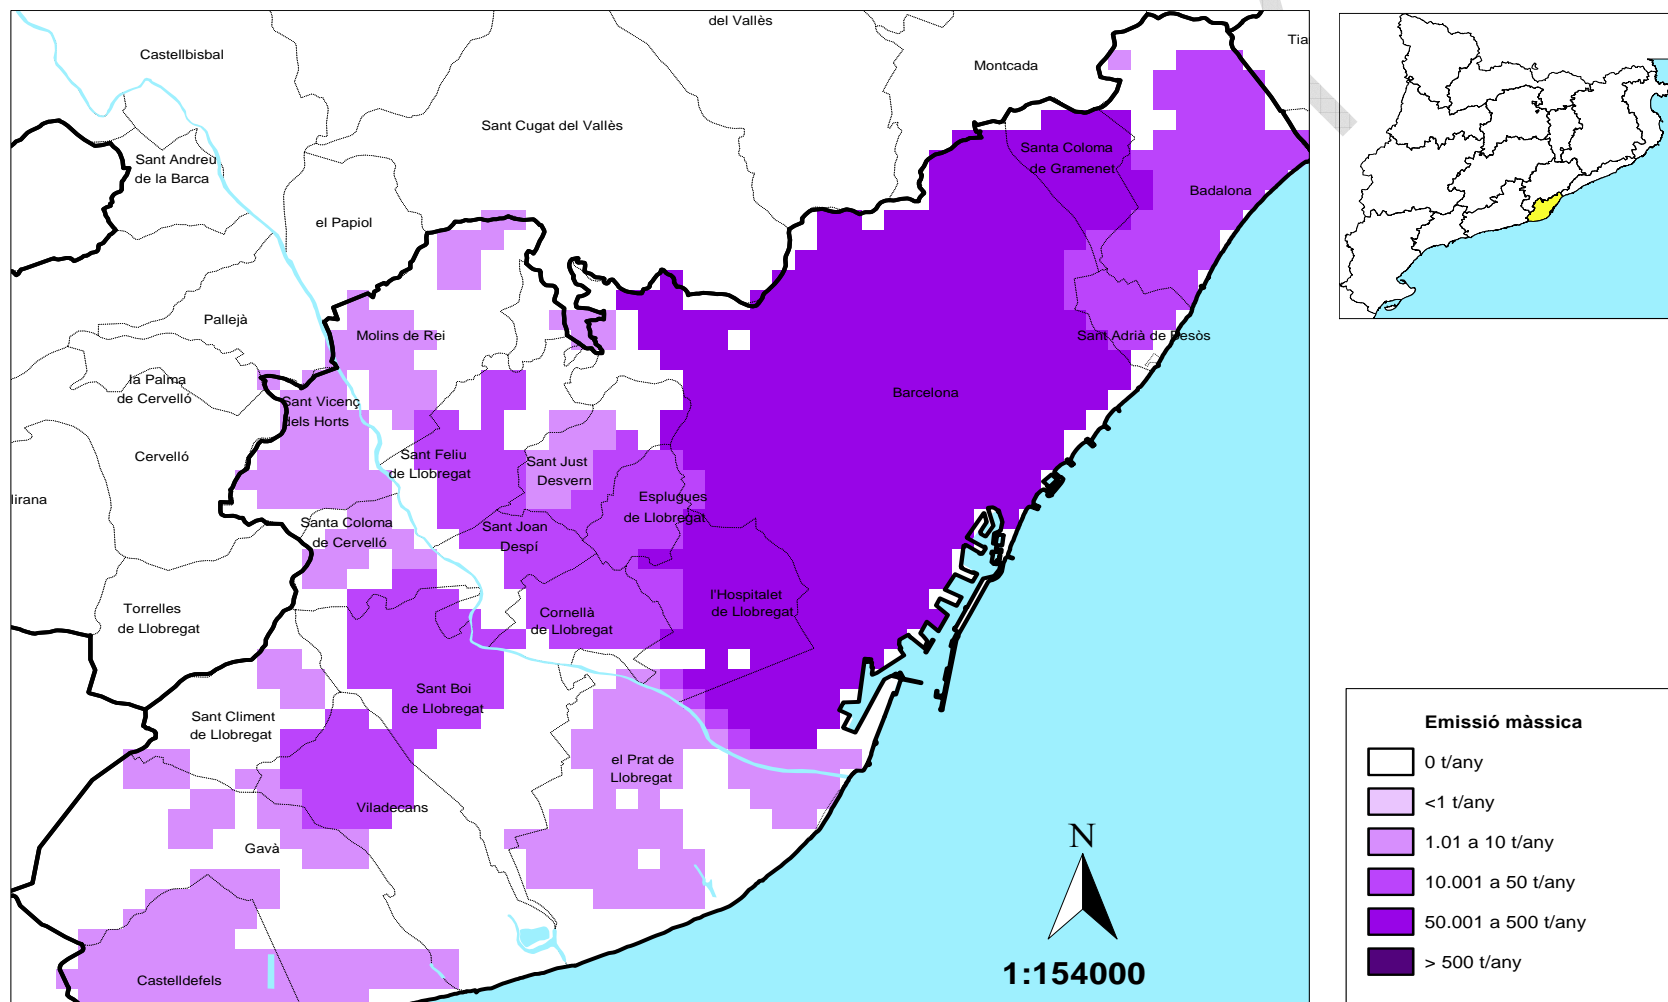 del Vallès
Tia
Castellbisbal
Montcada
Sant Cugat del Vallès
Sant Andreu
de la Barca
Santa Coloma
de Gramenet
Badalona
el Papiol
Pallejà
Molins de Rei
Sant Adrià de Besòs
la Palma
de Cervelló
Sant Vicenç
dels Horts
Barcelona
Cervelló
Sant Feliu
de Llobregat
Sant Just
Desvern
lirana
Esplugues
de Llobregat
Santa Coloma
de Cervelló
Sant Joan
Despí
Torrelles
de Llobregat
Cornellà
de Llobregat
l'Hospitalet
de Llobregat
Sant Boi
de Llobregat
Sant Climent
de Llobregat
el Prat de
Llobregat
Viladecans
Gavà
Castelldefels
N
1:154000
Emissió màssica
0 t/any
<1 t/any
1.01 a 10 t/any
10.001 a 50 t/any
50.001 a 500 t/any
> 500 t/any